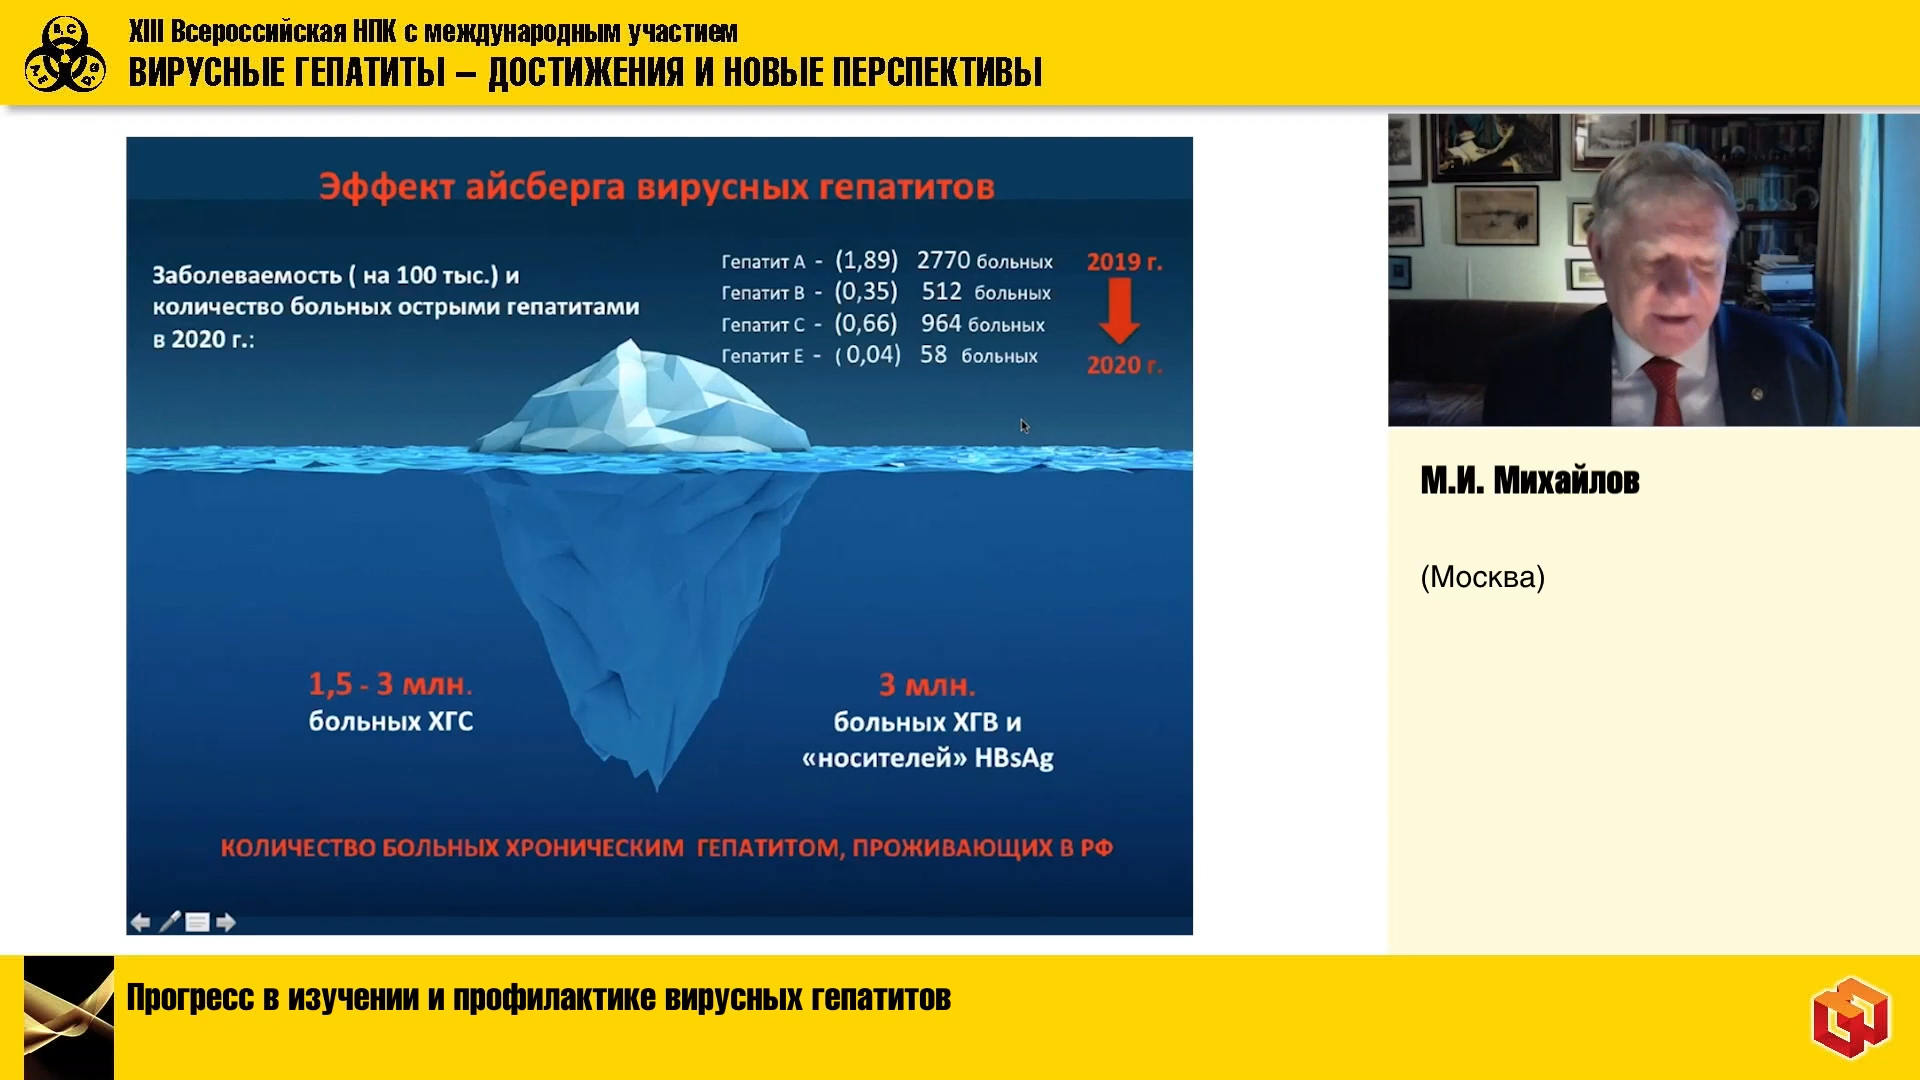 XIII Всероссийская НПК с международным участием
ВИРУСНЫЕ ГЕПАТИТЫ – ДОСТИЖЕНИЯ И НОВЫЕ ПЕРСПЕКТИВЫ
B, C
Эффект айсберга вирусных гепатитов
Заболеваемость ( на 100 тыс.) и
количество больных острыми гепатитами
в 2020 г.:
Гепатит А - (1,89) 2770 больных
Гепатит В - (0,35) 512 больных
Гепатит С - (0,66) 964 больных
Гепатит Е - ( 0,04) 58 больных
2019 г.
2020 г.
1,5 - 3 млн.
больных ХГС
3 млн.
больных ХГВ и
«носителей» HBsAg
КОЛИЧЕСТВО БОЛЬНЫХ ХРОНИЧЕСКИМ ГЕПАТИТОМ, ПРОЖИВАЮЩИХ В РФ
М.И. Михайлов
(Москва)
Прогресс в изучении и профилактике вирусных гепатитов